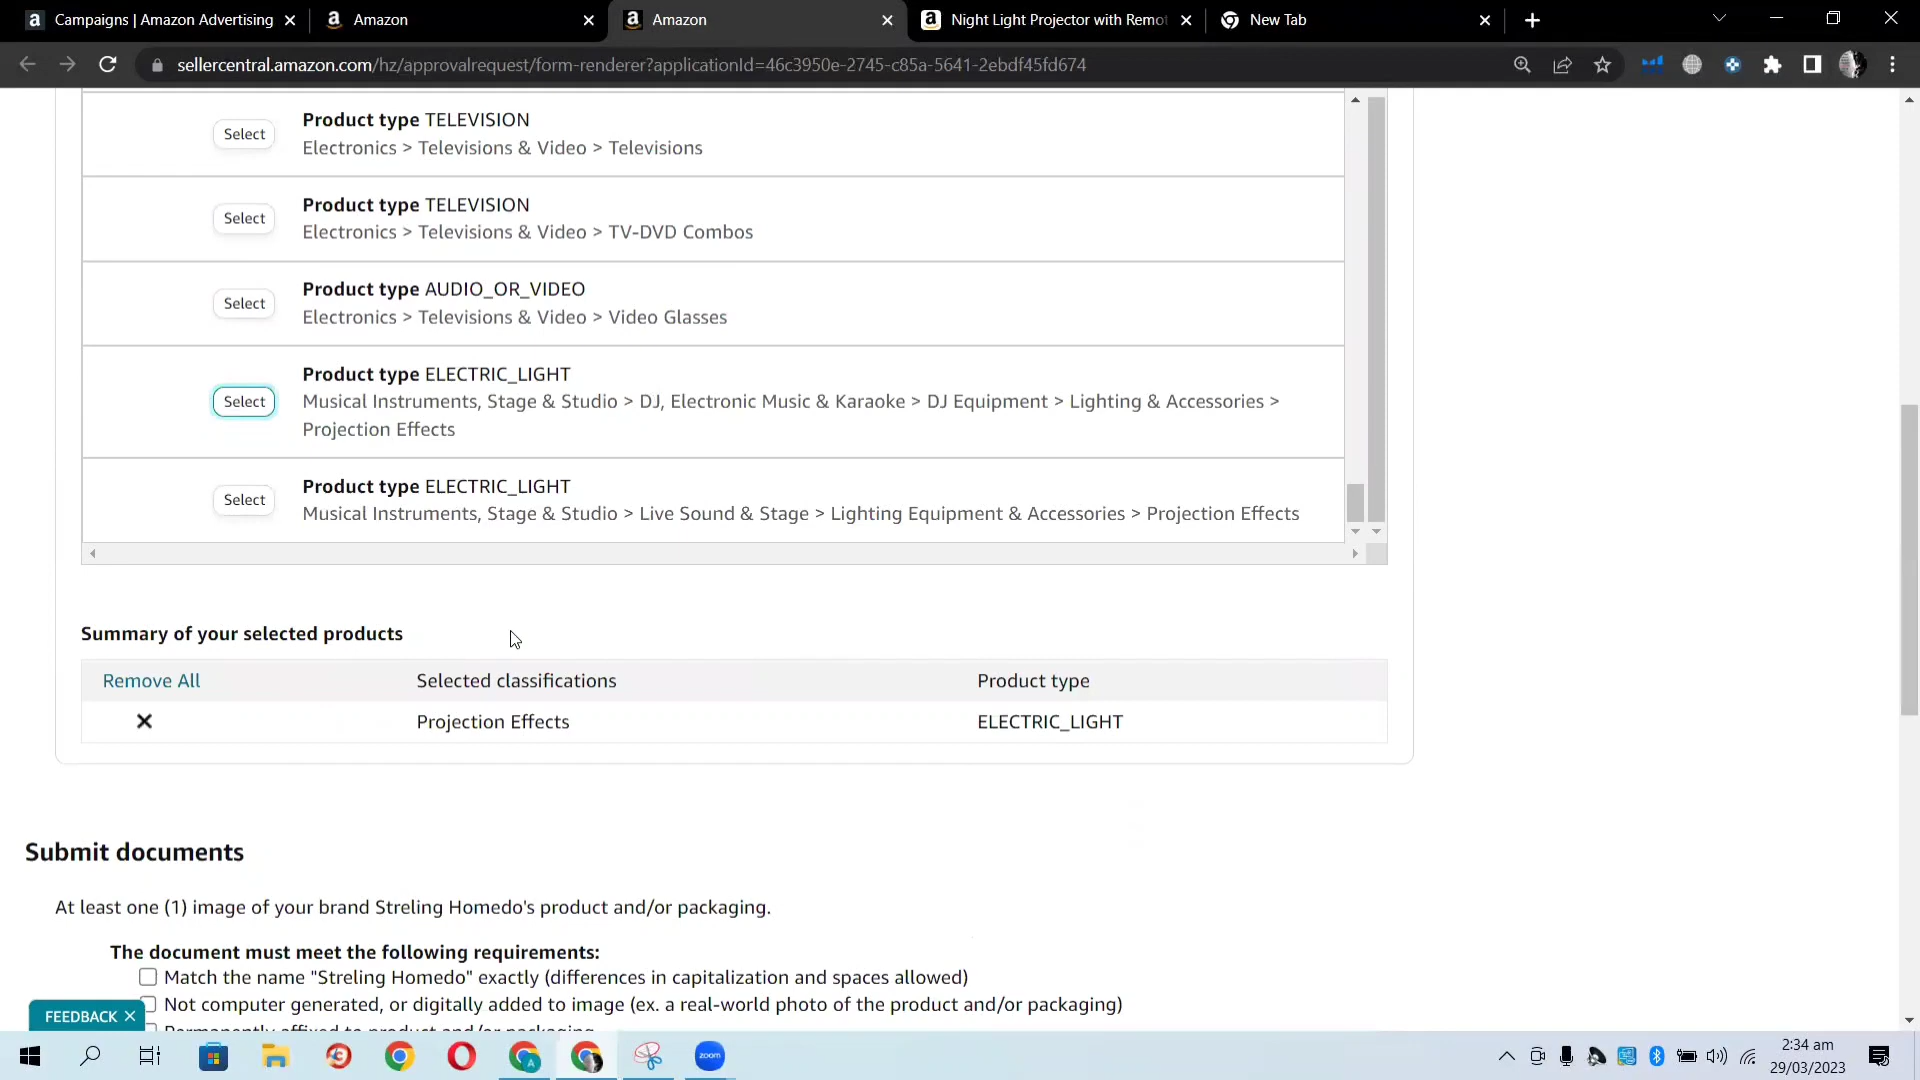 Campaigns | Amazon Advertising
Amazon
Amazon
Night Light Projector with Remot
New Tab
sellercentral.amazon.com/hz/approvalrequest/form-renderer?applicationId=46c3950e-2745-c85a-5641-2ebdf45fd674
Select
Product type TELEVISION
Electronics > Televisions & Video > Televisions
Select
Product type TELEVISION
Electronics > Televisions & Video > TV-DVD Combos
Select
Product type AUDIO_OR_VIDEO
Electronics > Televisions & Video > Video Glasses
Select
Product type ELECTRIC_LIGHT
Musical Instruments, Stage & Studio > DJ, Electronic Music & Karaoke > DJ Equipment > Lighting & Accessories >
Projection Effects
Select
Product type ELECTRIC_LIGHT
Musical Instruments, Stage & Studio > Live Sound & Stage > Lighting Equipment & Accessories > Projection Effects
Summary of your selected products
Remove All Selected classifications Product type
Projection Effects ELECTRIC_LIGHT
Submit documents
At least one (1) image of your brand Streling Homedo's product and/or packaging.
The document must meet the following requirements:
Match the name "Streling Homedo" exactly (differences in capitalization and spaces allowed)
Not computer generated, or digitally added to image (ex. a real-world photo of the product and/or packaging)
Permanently affixed to product and/or packaging
FEEDBACK
zoom
2:34 am
29/03/2023